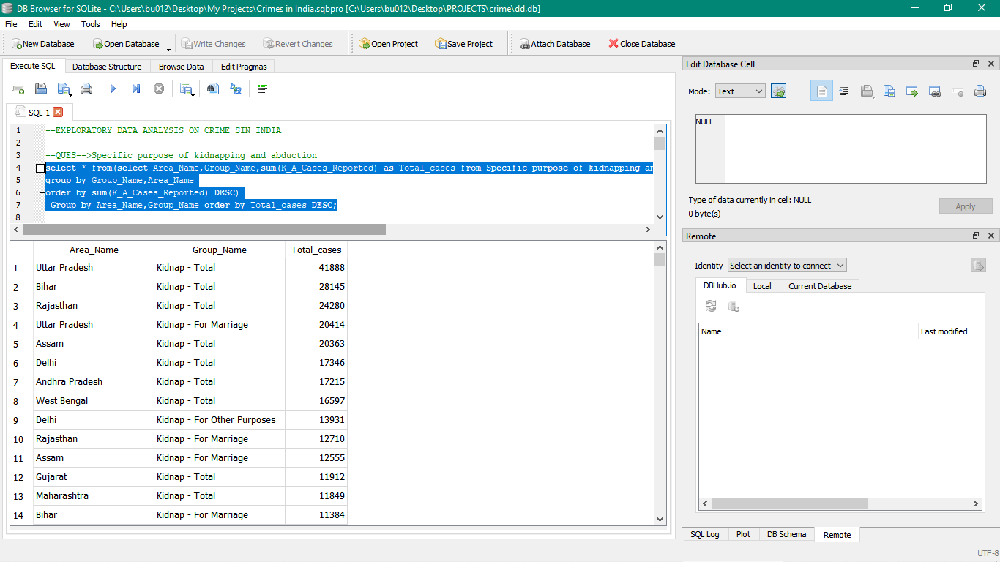 DB Browser for SQLite - C:\Users\bu012\Desktop\My Projects\Crimes in India.sqbpro [C:\Users\bu012\Desktop\PROJECTS\crime\dd.db]
File Edit View Tools Help
New Database Open Database Write Changes Revert Changes Open Project Save Project Attach Database Close Database
Execute SQL Database Structure Browse Data Edit Pragmas
SQL 1
1 --EXPLORATORY DATA ANALYSIS ON CRIME SIN INDIA
2
3 --QUES-->Specific_purpose_of_kidnapping_and_abduction
4 select * from(select Area_Name,Group_Name,sum(K_A_Cases_Reported) as Total_cases from Specific_purpose_of_kidnapping_an
5 group by Group_Name,Area_Name
6 order by sum(K_A_Cases_Reported) DESC)
7 Group by Area_Name,Group_Name order by Total_cases DESC;
8
Area_Name Group_Name Total_cases
1 Uttar Pradesh Kidnap - Total 41888
2 Bihar Kidnap - Total 28145
3 Rajasthan Kidnap - Total 24280
4 Uttar Pradesh Kidnap - For Marriage 20414
5 Assam Kidnap - Total 20363
6 Delhi Kidnap - Total 17346
7 Andhra Pradesh Kidnap - Total 17215
8 West Bengal Kidnap - Total 16597
9 Delhi Kidnap - For Other Purposes 13931
10 Rajasthan Kidnap - For Marriage 12710
11 Assam Kidnap - For Marriage 12555
12 Gujarat Kidnap - Total 11912
13 Maharashtra Kidnap - Total 11849
14 Bihar Kidnap - For Marriage 11384
Edit Database Cell
Mode: Text
NULL
Type of data currently in cell: NULL
0 byte(s)
Apply
Remote
Identity Select an identity to connect
DBHub.io Local Current Database
Name Last modified
SQL Log Plot DB Schema Remote
UTF-8